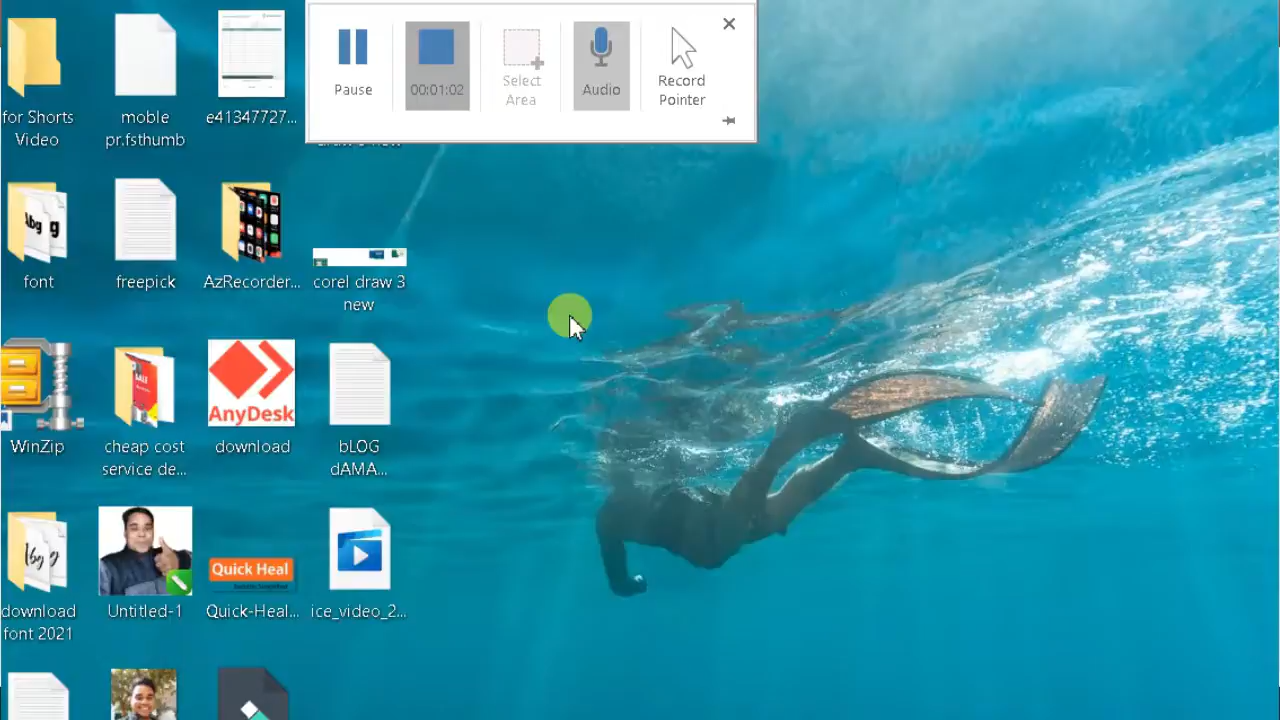 Pause
00:01:02
Select
Area
Audio
Record
Pointer
for Shorts
Video
moble
pr.fsthumb
e41347727...
font
freepick
AzRecorder...
corel draw 3
new
AnyDesk
WinZip
cheap cost
service de...
download
bLOG
dAMA...
Quick Heal
download
font 2021
Untitled-1
Quick-Heal...
ice_video_2...